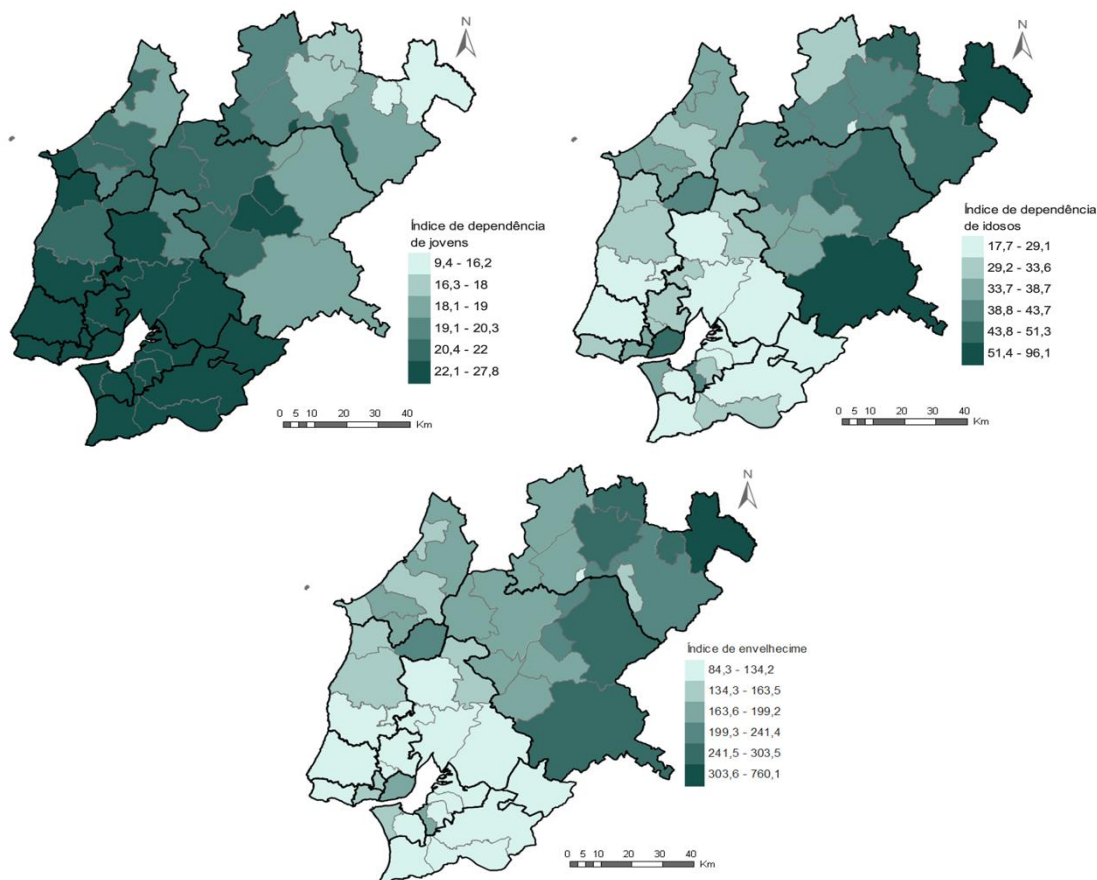 N
Índice de dependência
de jovens
9,4 - 16,2
16,3 - 18
18,1 - 19
19,1 - 20,3
20,4 - 22
22,1 - 27,8
0 5 10 20 30 40
Km
N
Índice de dependência
de idosos
17,7 - 29,1
29,2 - 33,6
33,7 - 38,7
38,8 - 43,7
43,8 - 51,3
51,4 - 96,1
0 5 10 20 30 40
Km
N
Índice de envelhecime
84,3 - 134,2
134,3 - 163,5
163,6 - 199,2
199,3 - 241,4
241,5 - 303,5
303,6 - 760,1
0 5 10 20 30 40
Km